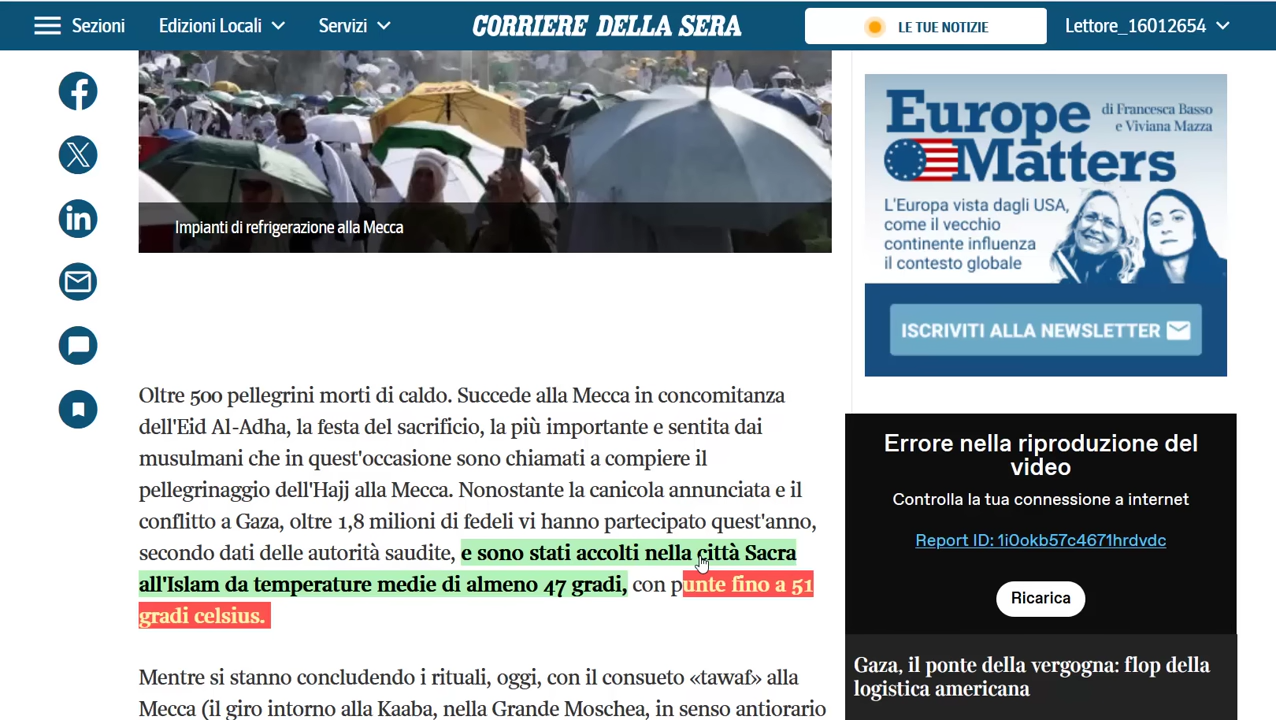 Sezioni
Edizioni Locali
Servizi
CORRIERE DELLA SERA
LE TUE NOTIZIE
Lettore_16012654
DHL
Impianti di refrigerazione alla Mecca
Oltre 500 pellegrini morti di caldo. Succede alla Mecca in concomitanza
dell'Eid Al-Adha, la festa del sacrificio, la più importante e sentita dai
musulmani che in quest'occasione sono chiamati a compiere il
pellegrinaggio dell'Hajj alla Mecca. Nonostante la canicola annunciata e il
conflitto a Gaza, oltre 1,8 milioni di fedeli vi hanno partecipato quest'anno,
secondo dati delle autorità saudite, e sono stati accolti nella città Sacra
all'Islam da temperature medie di almeno 47 gradi, con punte fino a 51
gradi celsius.
Mentre si stanno concludendo i rituali, oggi, con il consueto «tawaf» alla
Mecca (il giro intorno alla Kaaba, nella Grande Moschea, in senso antiorario
Europe
Matters
di Francesca Basso
e Viviana Mazza
L'Europa vista dagli USA,
come il vecchio
continente influenza
il contesto globale
ISCRIVITI ALLA NEWSLETTER
Errore nella riproduzione del
video
Controlla la tua connessione a internet
Report ID: 1i0okb57c4671hrdvdc
Ricarica
Gaza, il ponte della vergogna: flop della
logistica americana